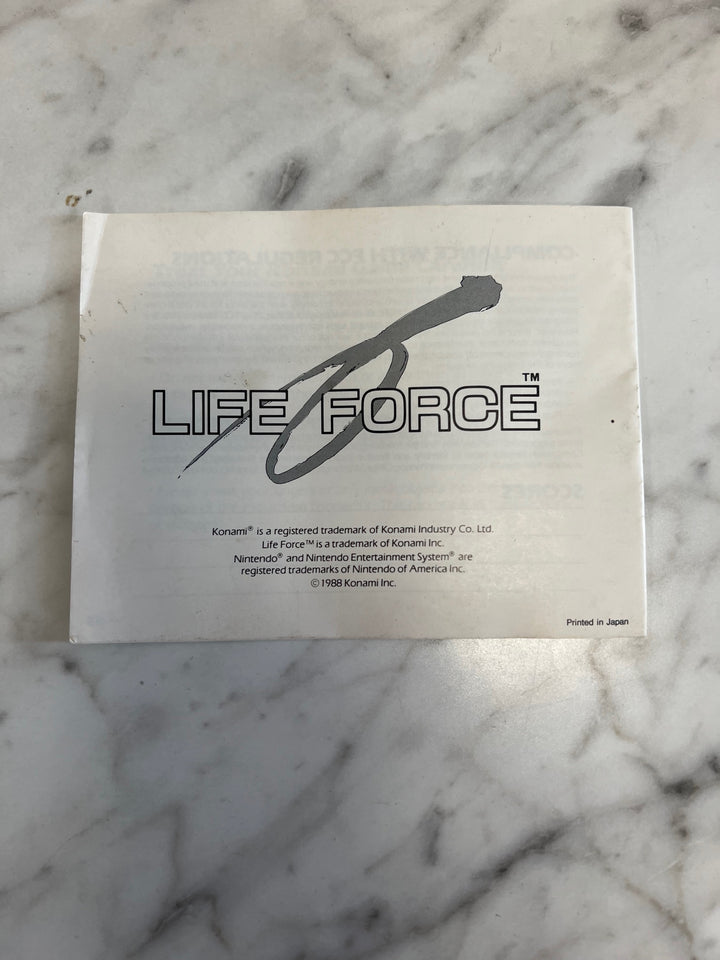 LIFE FORCE™
Konami® is a registered trademark of Konami Industry Co. Ltd.
Life Force™ is a trademark of Konami Inc.
Nintendo® and Nintendo Entertainment System® are
registered trademarks of Nintendo of America Inc.
©1988 Konami Inc.
Printed in Japan